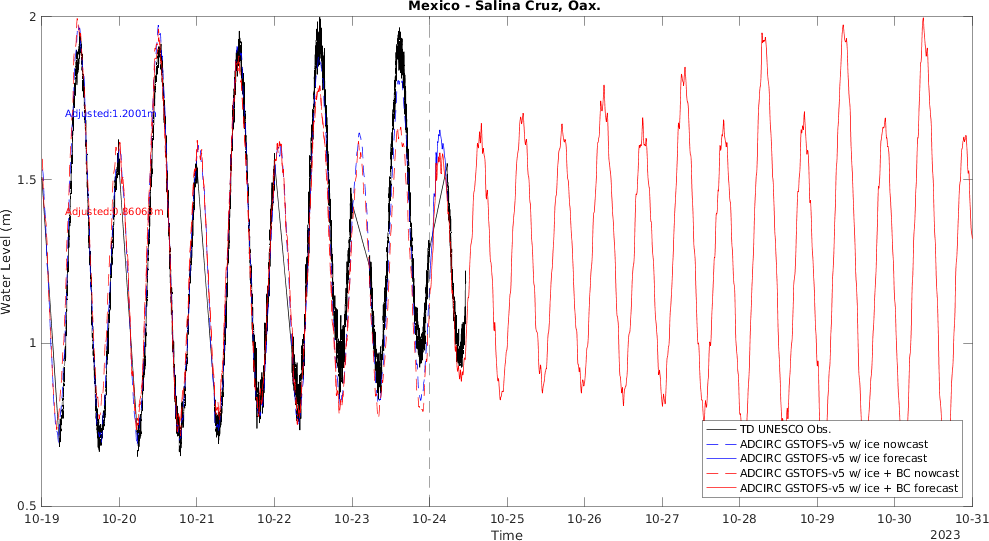 Mexico - Salina Cruz, Oax.
2
Adjusted:1.2001m
1.5
Adjusted:0.86063m
Water Level (m)
1
TD UNESCO Obs.
ADCIRC GSTOFS-v5 w/ ice nowcast
ADCIRC GSTOFS-v5 w/ ice forecast
ADCIRC GSTOFS-v5 w/ ice + BC nowcast
ADCIRC GSTOFS-v5 w/ ice + BC forecast
0.5
10-19 10-20 10-21 10-22 10-23 10-24 10-25 10-26 10-27 10-28 10-29 10-30 10-31
Time
2023